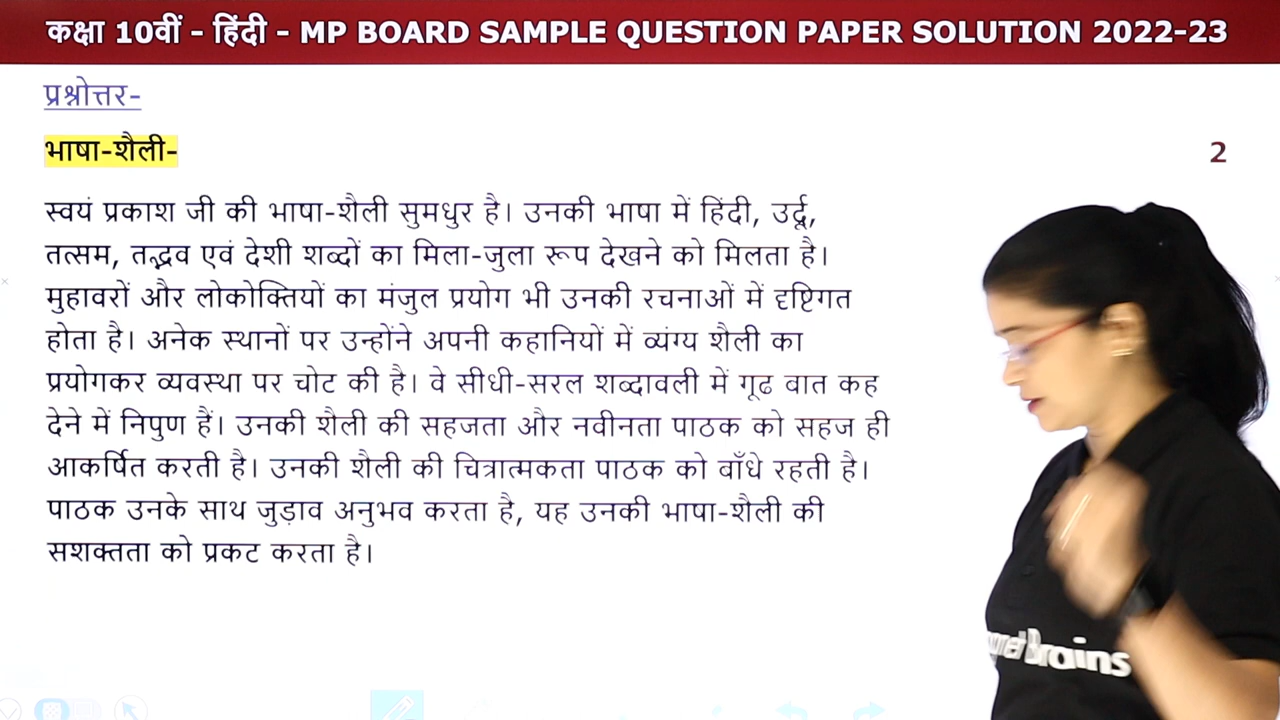 कक्षा 10वीं - हिंदी - MP BOARD SAMPLE QUESTION PAPER SOLUTION 2022-23
प्रश्नोत्तर-
भाषा-शैली- 2
स्वयं प्रकाश जी की भाषा-शैली सुमधुर है। उनकी भाषा में हिंदी, उर्दू,
तत्सम, तद्भव एवं देशी शब्दों का मिला-जुला रूप देखने को मिलता है।
मुहावरों और लोकोक्तियों का मंजुल प्रयोग भी उनकी रचनाओं में दृष्टिगत
होता है। अनेक स्थानों पर उन्होंने अपनी कहानियों में व्यंग्य शैली का
प्रयोगकर व्यवस्था पर चोट की है। वे सीधी-सरल शब्दावली में गूढ बात कह
देने में निपुण हैं। उनकी शैली की सहजता और नवीनता पाठक को सहज ही
आकर्षित करती है। उनकी शैली की चित्रात्मकता पाठक को बाँधे रहती है।
पाठक उनके साथ जुड़ाव अनुभव करता है, यह उनकी भाषा-शैली की
सशक्तता को प्रकट करता है।
Brains